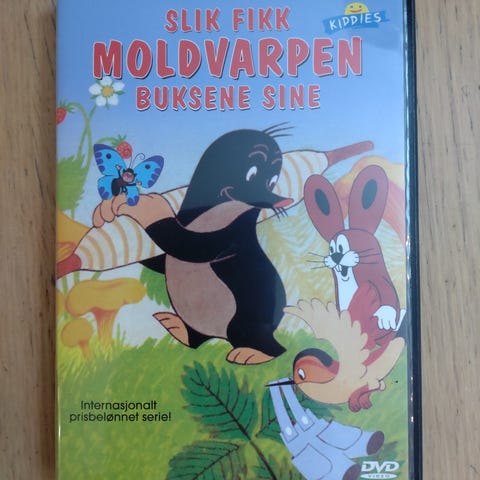 SLIK FIKK
KIDDIES
MOLDVARPEN
BUKSENE SINE
Internasjonalt
prisbelønnet serie!
DVD
VIDEO